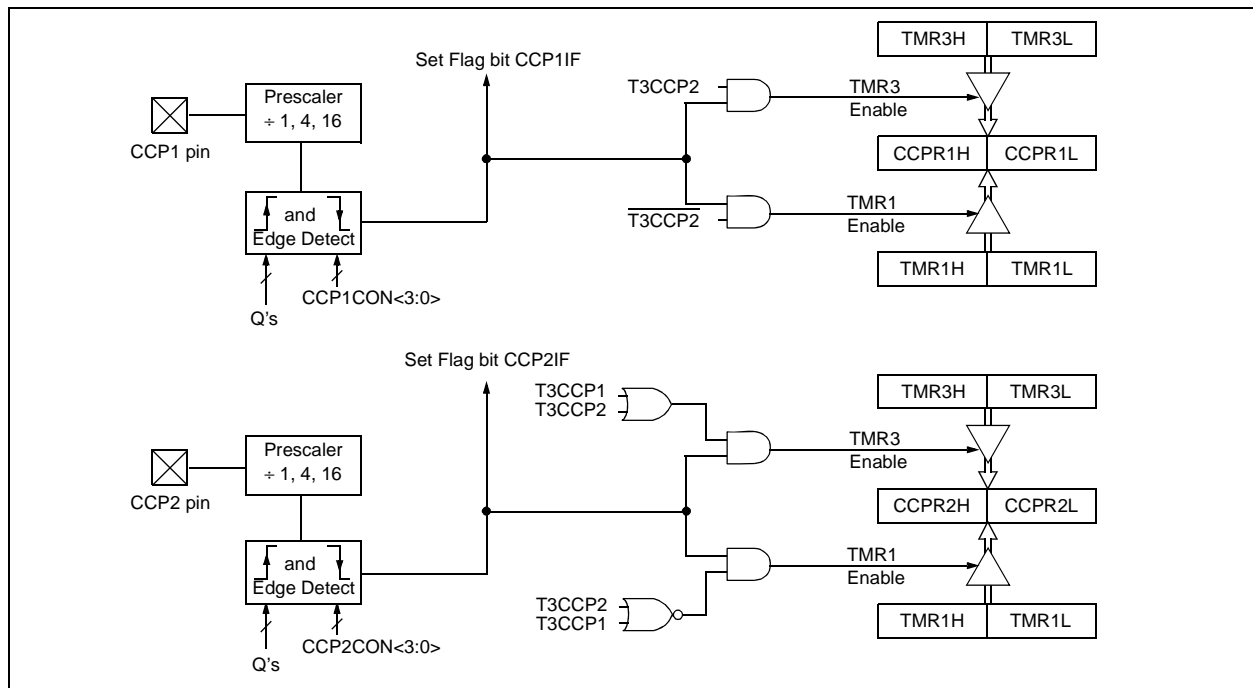 TMR3H TMR3L
Set Flag bit CCP1IF
T3CCP2
TMR3
Enable
Prescaler
÷ 1, 4, 16
CCP1 pin
CCPR1H CCPR1L
and
Edge Detect
T3CCP2
TMR1
Enable
TMR1H TMR1L
CCP1CON<3:0>
Q's
Set Flag bit CCP2IF
TMR3H TMR3L
T3CCP1
T3CCP2
TMR3
Enable
Prescaler
÷ 1, 4, 16
CCP2 pin
CCPR2H CCPR2L
and
Edge Detect
TMR1
Enable
T3CCP2
T3CCP1
TMR1H TMR1L
CCP2CON<3:0>
Q's